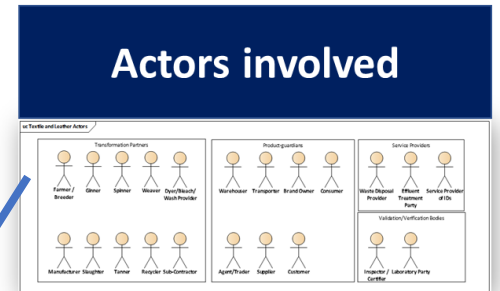 Actors involved
uc Textile and Leather Actors
Transformation Partners
Product-guardians
Service Providers
Farmer / Breeder
Ginner
Spinner
Weaver
Dyer/Bleach/ Wash Provider
Warehouser
Transporter
Brand Owner
Consumer
Waste Disposal Provider
Effluent Treatment Party
Service Provider of IDs
Validation/Verification Bodies
Manufacturer
Slaughter
Tanner
Recycler
Sub-Contractor
Agent/Trader
Supplier
Customer
Inspector / Certifier
Laboratory Party